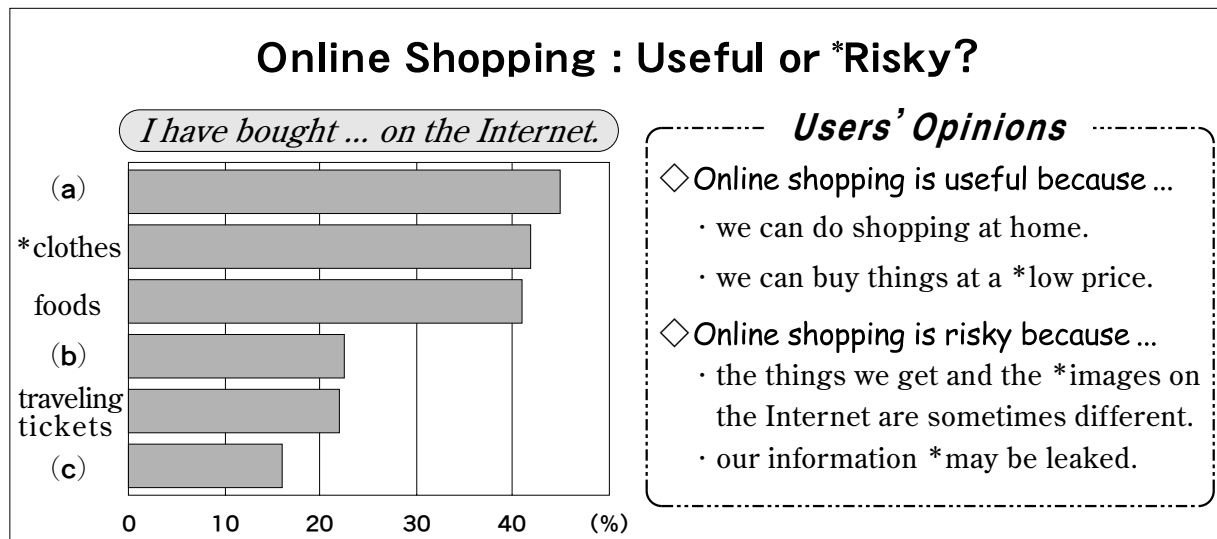 Online Shopping : Useful or *Risky?
I have bought ... on the Internet.
(a)
*clothes
foods
(b)
traveling
tickets
(c)
0 10 20 30 40 (%)
Users' Opinions
◇Online shopping is useful because ...
・we can do shopping at home.
・we can buy things at a *low price.
◇Online shopping is risky because ...
・the things we get and the *images on
the Internet are sometimes different.
・our information *may be leaked.